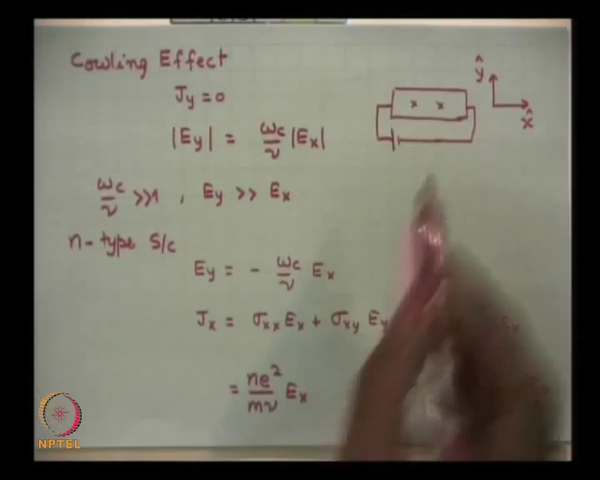 Cowling Effect
Jy = 0
|Ey| = ωc/ν |Ex|
ωc/ν >>1 , Ey >> Ex
n- type S/c
Ey = - ωc/ν Ex
Jx = σxx Ex + σxy Ey
= ne²/mν Ex
ŷ
x̂
x x
NPTEL